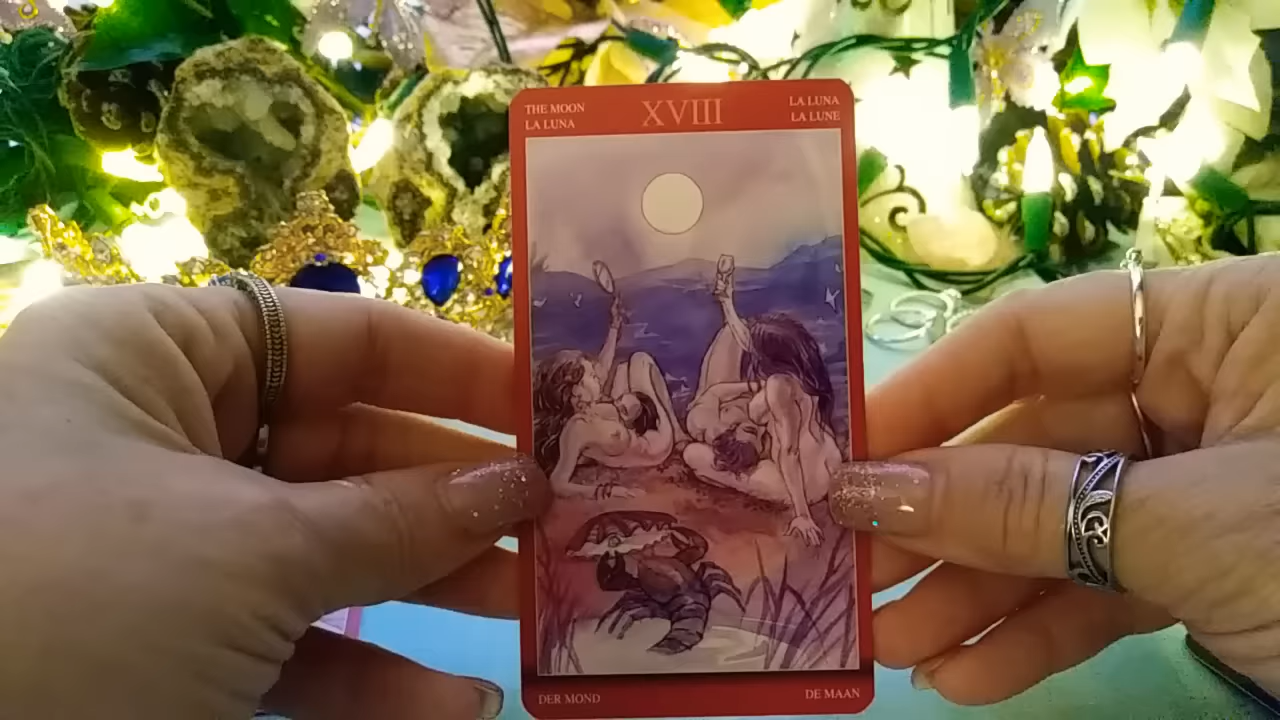 THE MOON
LA LUNA
XVIII
LA LUNA
LA LUNE
DER MOND
DE MAAN